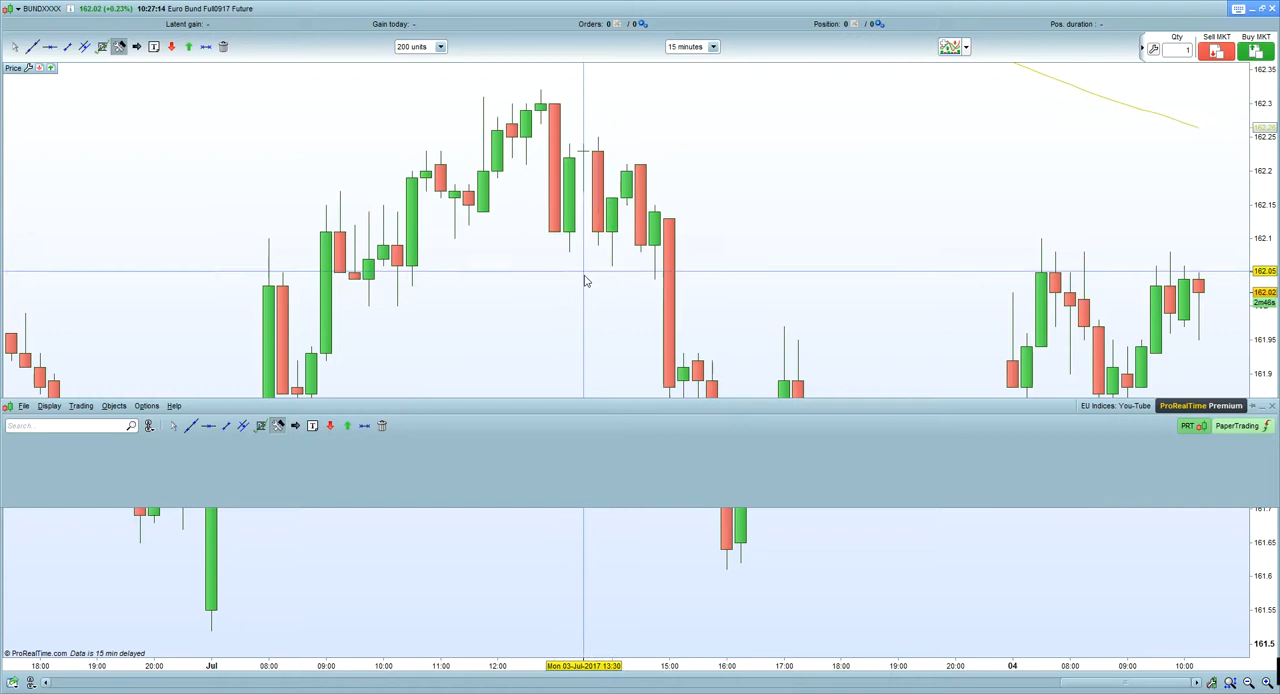 BUNDXXXX 162.02 (+0.23%) 10:27:14 Euro Bund Full0917 Future
Latent gain: - Gain today: - Orders: 0 / 0 Position: 0 / 0 Pos. duration : -
200 units 15 minutes Qty Sell MKT Buy MKT
1
Price
162.35
162.3
162.25
162.2
162.15
162.1
162.05
162.02
2m46s
161.95
161.9
File Display Trading Objects Options Help EU Indices: You-Tube ProRealTime Premium
Search... PRT PaperTrading
161.7
161.65
161.6
161.55
161.5
© ProRealTime.com Data is 15 min delayed
18:00 19:00 20:00 Jul 08:00 09:00 10:00 11:00 12:00 Mon 03-Jul-2017 13:30 15:00 16:00 17:00 18:00 19:00 20:00 04 08:00 09:00 10:00